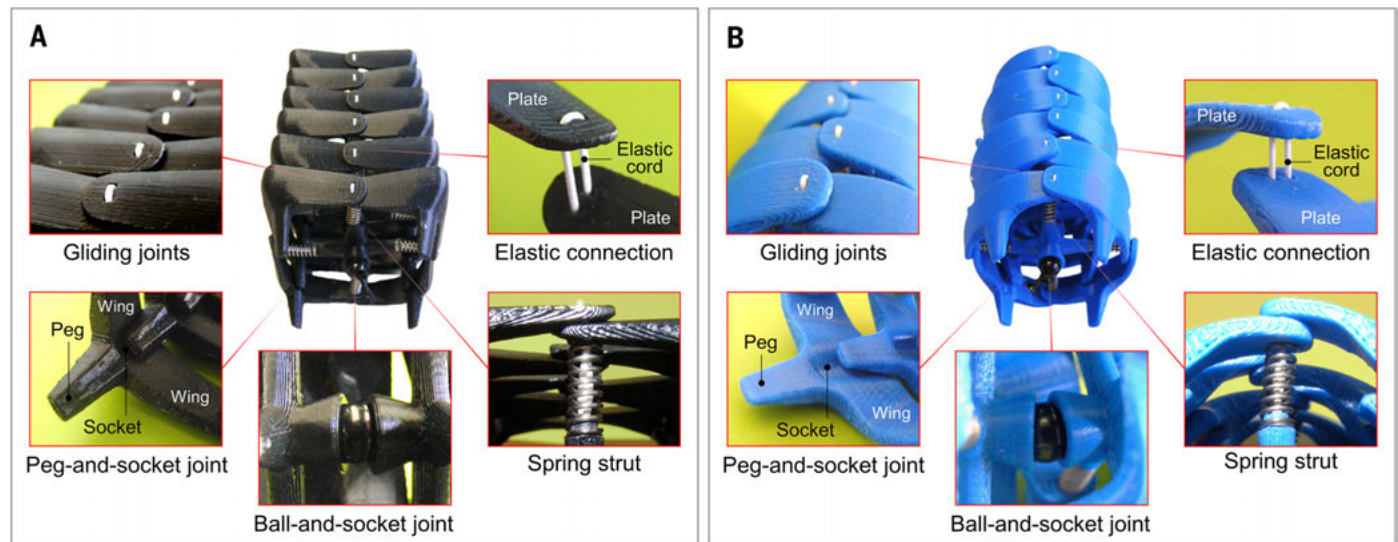 A
Plate
Elastic
cord
Plate
Gliding joints
Elastic connection
Wing
Peg
Wing
Socket
Peg-and-socket joint
Spring strut
Ball-and-socket joint
B
Plate
Elastic
cord
Plate
Gliding joints
Elastic connection
Wing
Peg
Wing
Socket
Peg-and-socket joint
Spring strut
Ball-and-socket joint